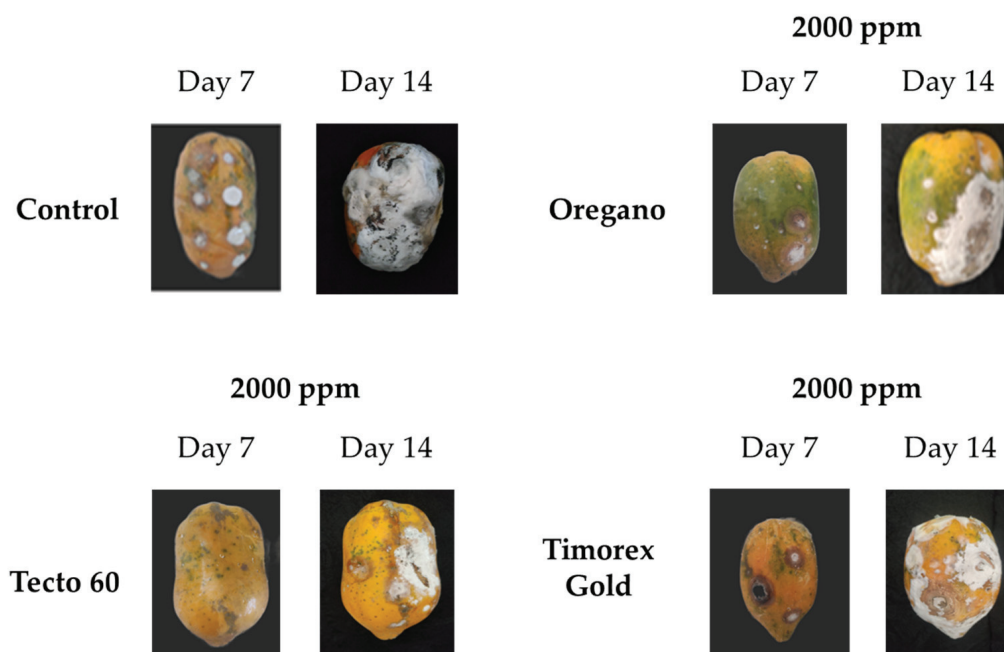 2000 ppm
Day 7 Day 14 Day 7 Day 14
Control Oregano
2000 ppm 2000 ppm
Day 7 Day 14 Day 7 Day 14
Tecto 60 Timorex
Gold